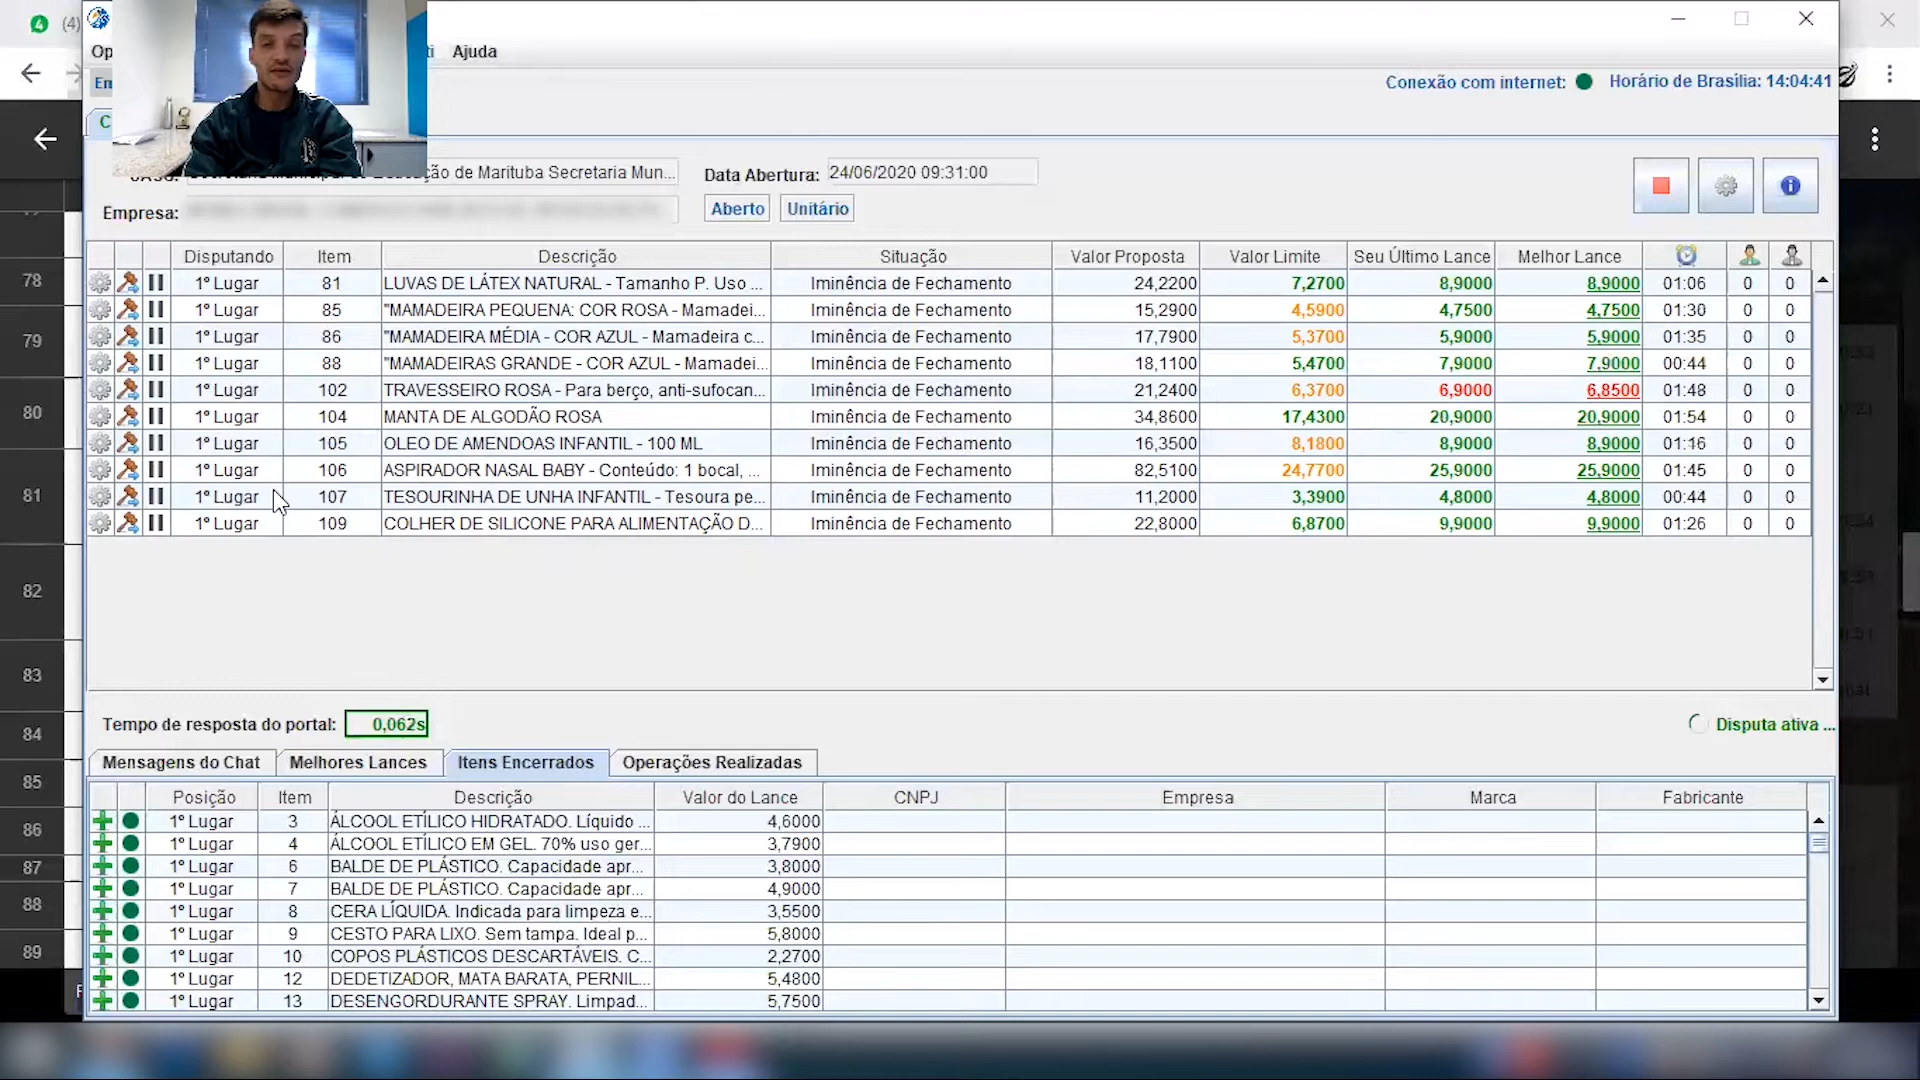 (4)
Op
ti Ajuda
Em
Conexão com internet: Horário de Brasília: 14:04:41
C
ção de Marituba Secretaria Mun... Data Abertura: 24/06/2020 09:31:00
Empresa: Aberto Unitário
Disputando Item Descrição Situação Valor Proposta Valor Limite Seu Último Lance Melhor Lance
1º Lugar 81 LUVAS DE LÁTEX NATURAL - Tamanho P. Uso ... Iminência de Fechamento 24,2200 7,2700 8,9000 8,9000 01:06 0 0
1º Lugar 85 "MAMADEIRA PEQUENA: COR ROSA - Mamadei... Iminência de Fechamento 15,2900 4,5900 4,7500 4,7500 01:30 0 0
1º Lugar 86 "MAMADEIRA MÉDIA - COR AZUL - Mamadeira c... Iminência de Fechamento 17,7900 5,3700 5,9000 5,9000 01:35 0 0
1º Lugar 88 "MAMADEIRAS GRANDE - COR AZUL - Mamadei... Iminência de Fechamento 18,1100 5,4700 7,9000 7,9000 00:44 0 0
1º Lugar 102 TRAVESSEIRO ROSA - Para berço, anti-sufocan... Iminência de Fechamento 21,2400 6,3700 6,9000 6,8500 01:48 0 0
1º Lugar 104 MANTA DE ALGODÃO ROSA Iminência de Fechamento 34,8600 17,4300 20,9000 20,9000 01:54 0 0
1º Lugar 105 OLEO DE AMENDOAS INFANTIL - 100 ML Iminência de Fechamento 16,3500 8,1800 8,9000 8,9000 01:16 0 0
1º Lugar 106 ASPIRADOR NASAL BABY - Conteúdo: 1 bocal, ... Iminência de Fechamento 82,5100 24,7700 25,9000 25,9000 01:45 0 0
1º Lugar 107 TESOURINHA DE UNHA INFANTIL - Tesoura pe... Iminência de Fechamento 11,2000 3,3900 4,8000 4,8000 00:44 0 0
1º Lugar 109 COLHER DE SILICONE PARA ALIMENTAÇÃO D... Iminência de Fechamento 22,8000 6,8700 9,9000 9,9000 01:26 0 0
78
79
80
81
82
83
84
85
86
87
88
89
Tempo de resposta do portal: 0,062s Disputa ativa ...
Mensagens do Chat Melhores Lances Itens Encerrados Operações Realizadas
Posição Item Descrição Valor do Lance CNPJ Empresa Marca Fabricante
1º Lugar 3 ÁLCOOL ETÍLICO HIDRATADO. Líquido ... 4,6000
1º Lugar 4 ÁLCOOL ETÍLICO EM GEL. 70% uso ger... 3,7900
1º Lugar 6 BALDE DE PLÁSTICO. Capacidade apr... 3,8000
1º Lugar 7 BALDE DE PLÁSTICO. Capacidade apr... 4,9000
1º Lugar 8 CERA LÍQUIDA. Indicada para limpeza e... 3,5500
1º Lugar 9 CESTO PARA LIXO. Sem tampa. Ideal p... 5,8000
1º Lugar 10 COPOS PLÁSTICOS DESCARTÁVEIS. C... 2,2700
1º Lugar 12 DEDETIZADOR, MATA BARATA, PERNIL... 5,4800
1º Lugar 13 DESENGORDURANTE SPRAY. Limpad... 5,7500